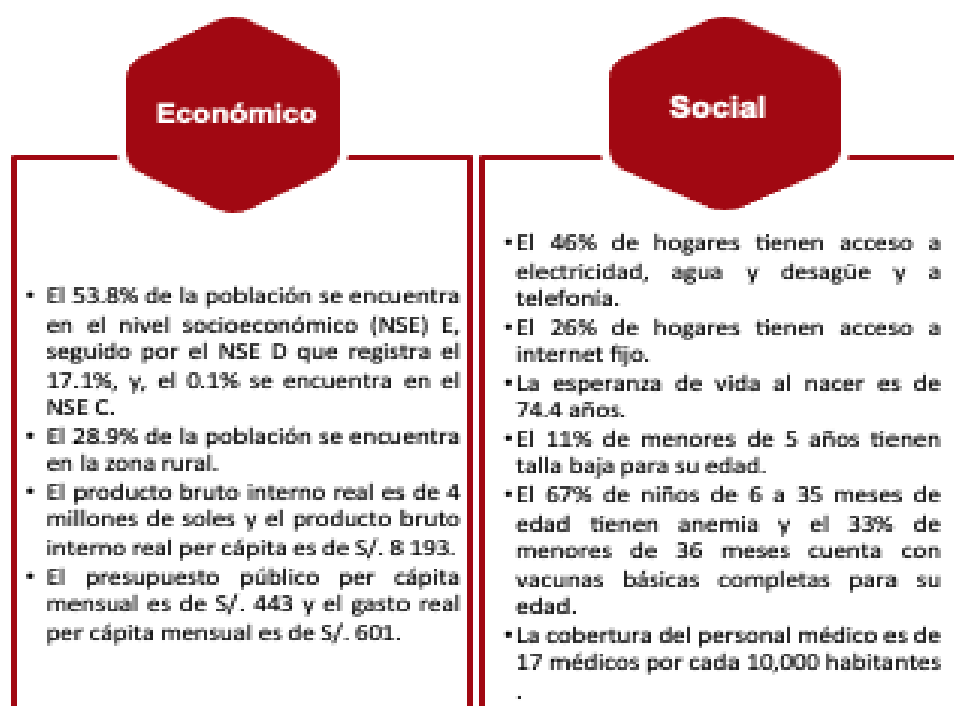 Económico
• El 53.8% de la población se encuentra
en el nivel socioeconómico (NSE) E,
seguido por el NSE D que registra el
17.1%, y, el 0.1% se encuentra en el
NSE C.
• El 28.9% de la población se encuentra
en la zona rural.
• El producto bruto interno real es de 4
millones de soles y el producto bruto
interno real per cápita es de S/. 8 193.
• El presupuesto público per cápita
mensual es de S/. 443 y el gasto real
per cápita mensual es de S/. 601.
Social
•El 46% de hogares tienen acceso a
electricidad, agua y desagüe y a
telefonía.
•El 26% de hogares tienen acceso a
internet fijo.
•La esperanza de vida al nacer es de
74.4 años.
•El 11% de menores de 5 años tienen
talla baja para su edad.
•El 67% de niños de 6 a 35 meses de
edad tienen anemia y el 33% de
menores de 36 meses cuenta con
vacunas básicas completas para su
edad.
•La cobertura del personal médico es de
17 médicos por cada 10,000 habitantes
.